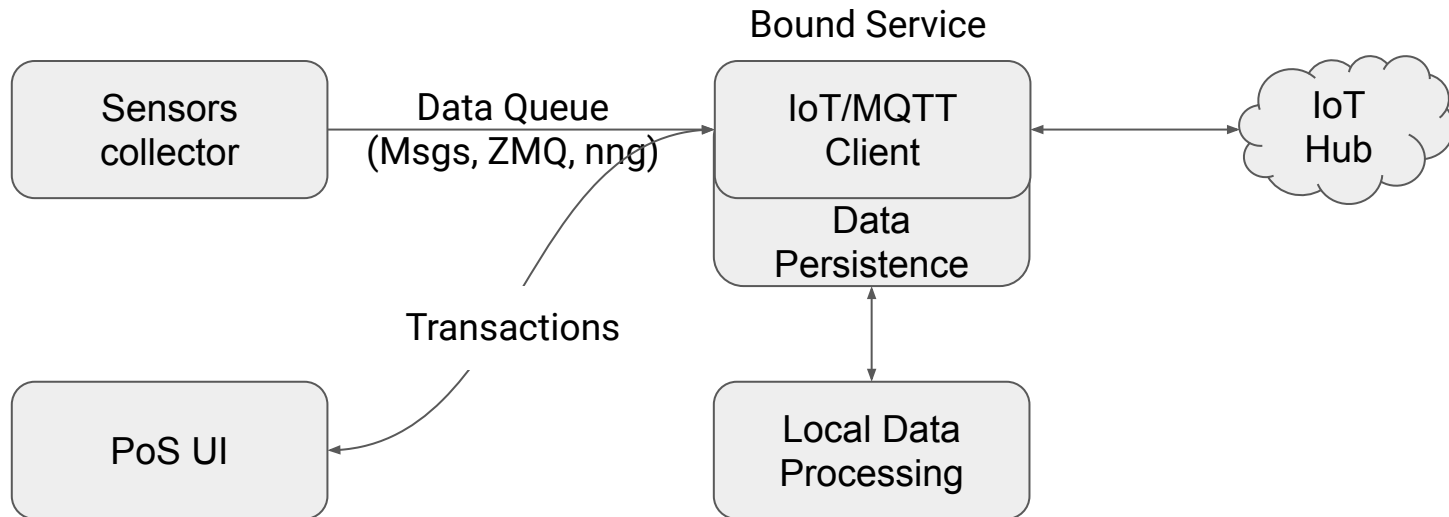 Bound Service
Sensors
collector
Data Queue
(Msgs, ZMQ, nng)
IoT/MQTT
Client
IoT
Hub
Data
Persistence
Transactions
PoS UI
Local Data
Processing